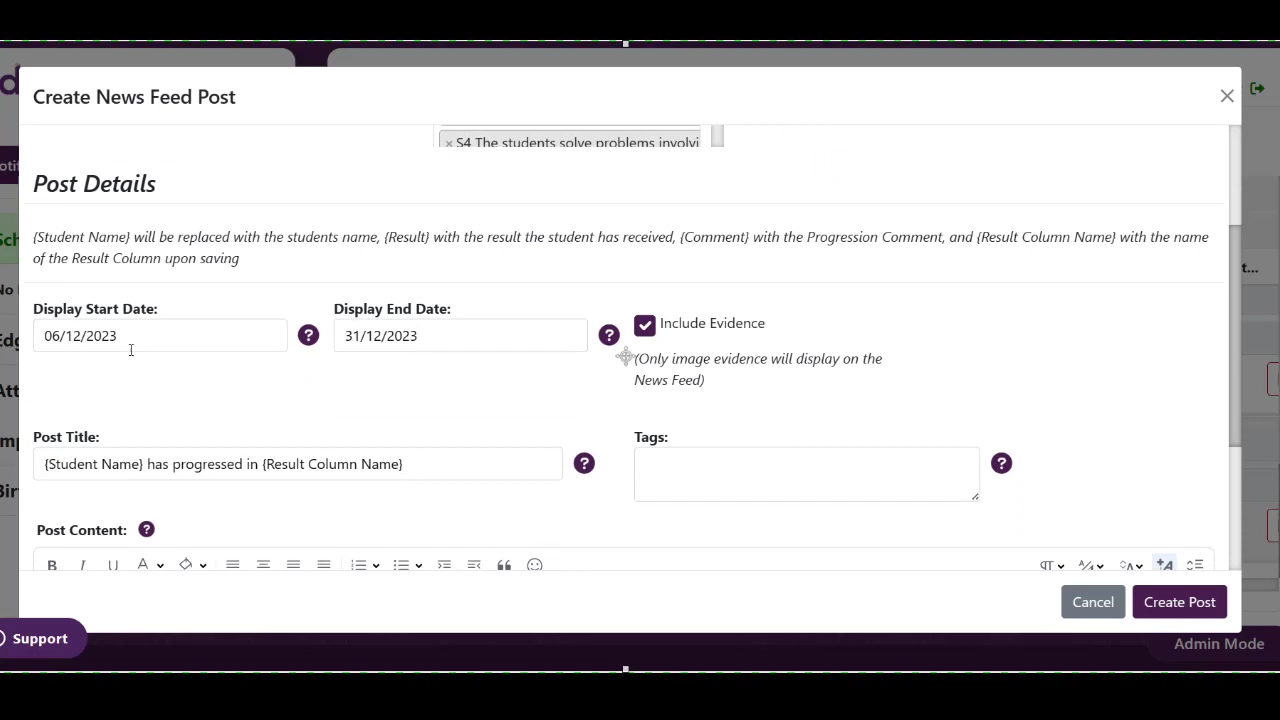 Create News Feed Post
× S4 The students solve problems involvi
Post Details
{Student Name} will be replaced with the students name, {Result} with the result the student has received, {Comment} with the Progression Comment, and {Result Column Name} with the name
of the Result Column upon saving
Display Start Date:
Display End Date:
06/12/2023
31/12/2023
Include Evidence
(Only image evidence will display on the
News Feed)
Post Title:
Tags:
{Student Name} has progressed in {Result Column Name}
Post Content:
Cancel
Create Post
Support
Admin Mode